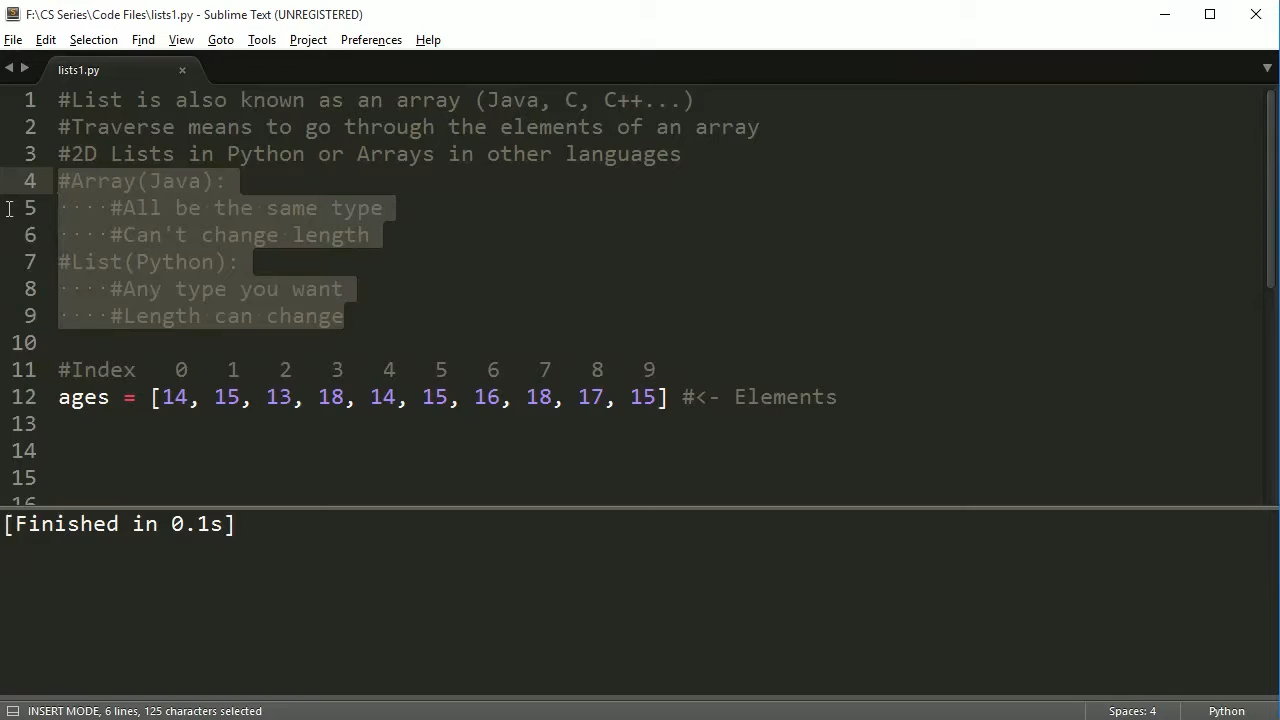 F:\CS Series\Code Files\lists1.py - Sublime Text (UNREGISTERED)
File Edit Selection Find View Goto Tools Project Preferences Help
lists1.py ×
1 #List is also known as an array (Java, C, C++...)
2 #Traverse means to go through the elements of an array
3 #2D Lists in Python or Arrays in other languages
4 #Array(Java):
5 ····#All be the same type
6 ····#Can't change length
7 #List(Python):
8 ····#Any type you want
9 ····#Length can change
10
11 #Index 0 1 2 3 4 5 6 7 8 9
12 ages = [14, 15, 13, 18, 14, 15, 16, 18, 17, 15] #<- Elements
13
14
15
16
[Finished in 0.1s]
INSERT MODE, 6 lines, 125 characters selected Spaces: 4 Python